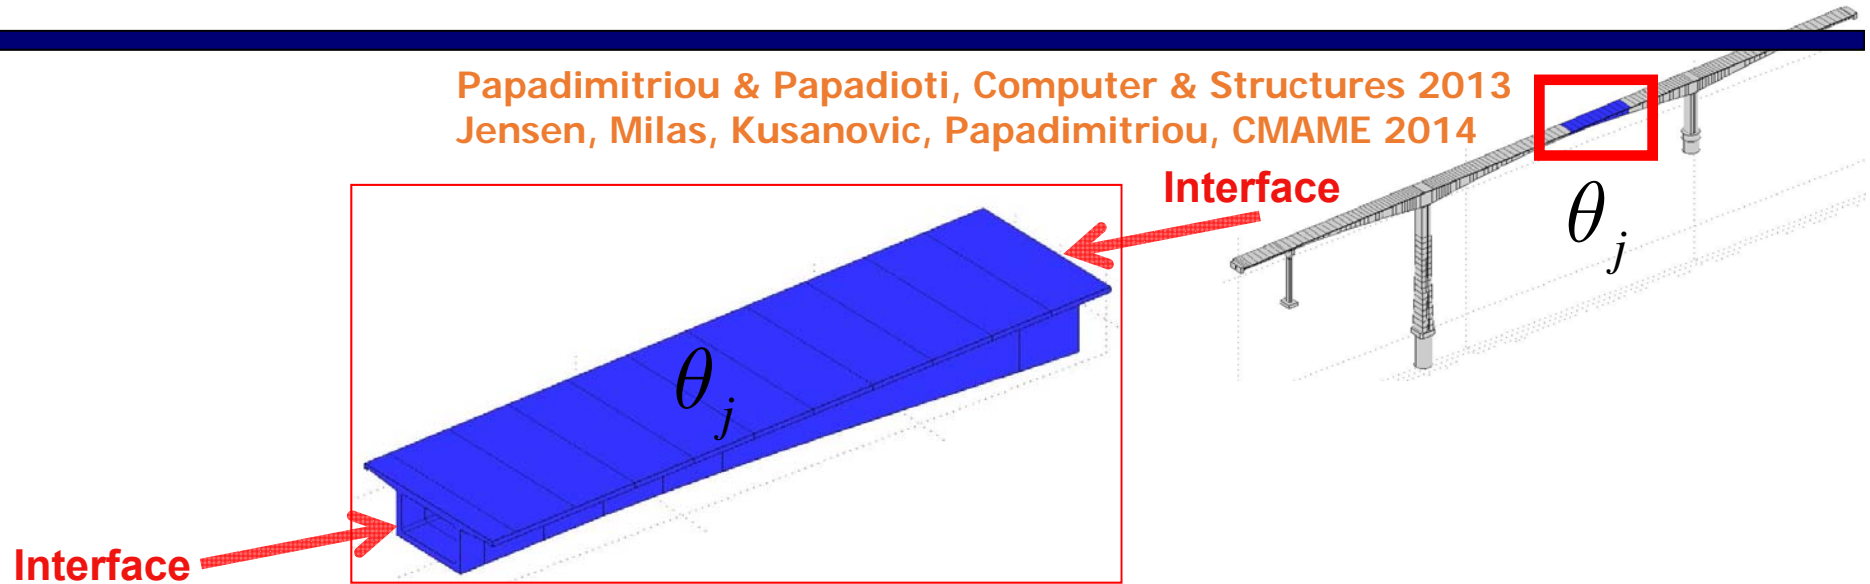 Papadimitriou & Papadioti, Computer & Structures 2013
Jensen, Milas, Kusanovic, Papadimitriou, CMAME 2014
Interface
θj
θj
Interface